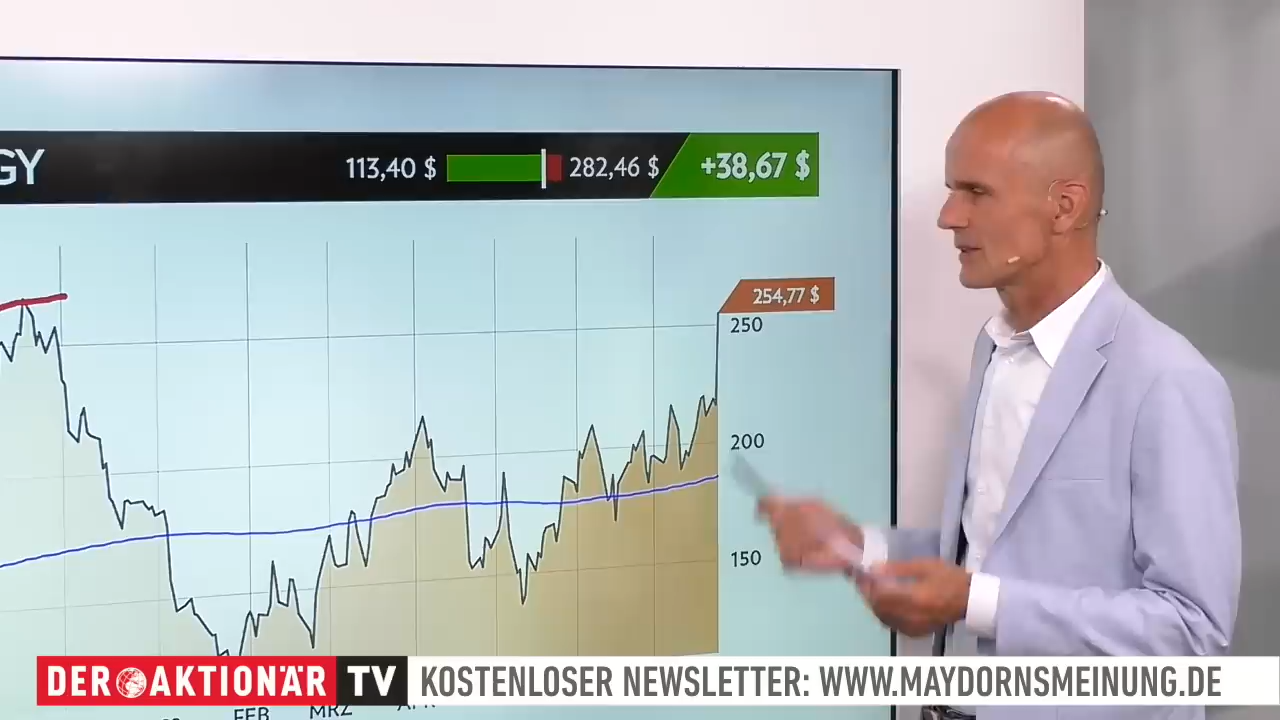 GY 113,40 $ 282,46 $ +38,67 $
254,77 $
250
200
150
DER AKTIONÄR TV KOSTENLOSER NEWSLETTER: WWW.MAYDORNSMEINUNG.DE
FEB MRZ